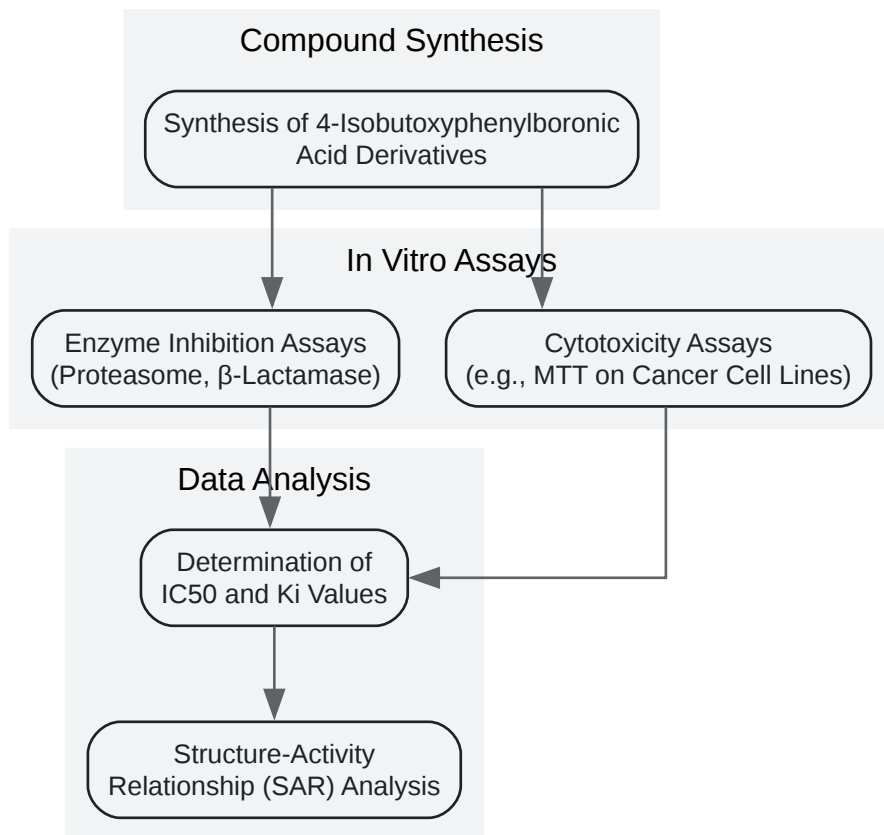 Compound Synthesis
Synthesis of 4-Isobutoxyphenylboronic
Acid Derivatives
In Vitro Assays
Enzyme Inhibition Assays
(Proteasome, β-Lactamase)
Cytotoxicity Assays
(e.g., MTT on Cancer Cell Lines)
Data Analysis
Determination of
IC50 and Ki Values
Structure-Activity
Relationship (SAR) Analysis